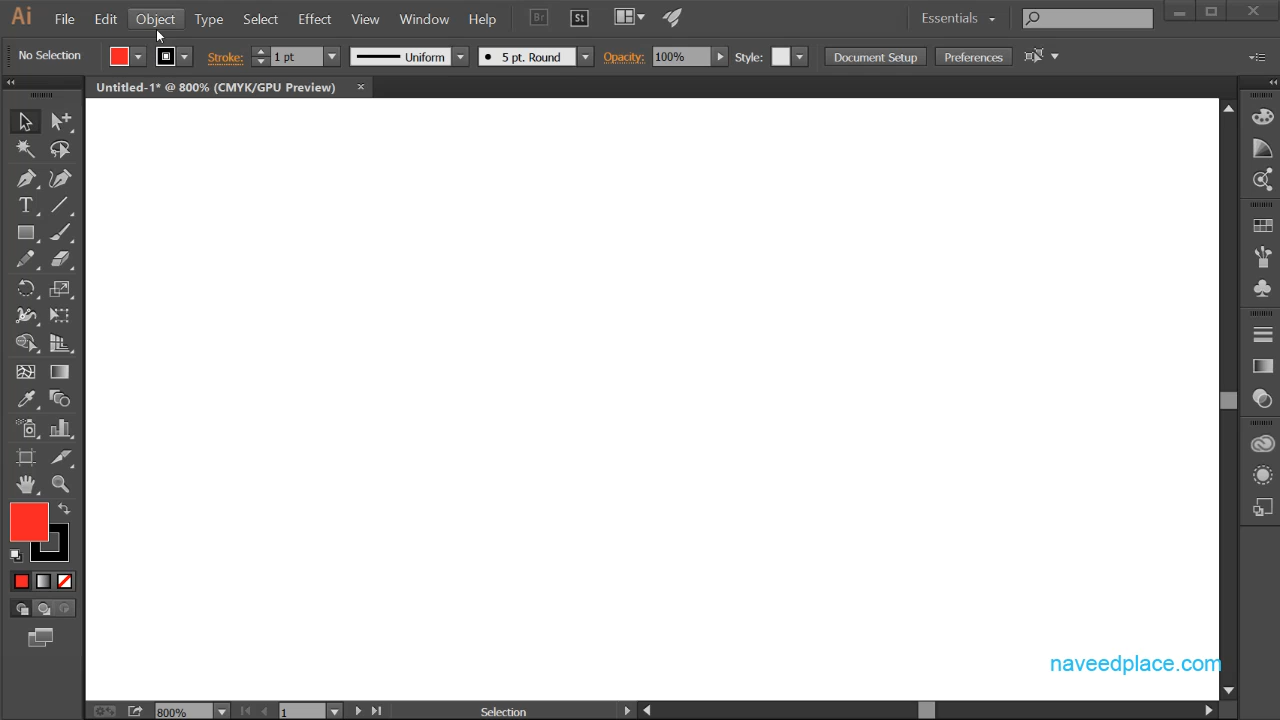 Ai File Edit Object Type Select Effect View Window Help Br St Essentials
No Selection Stroke: 1 pt Uniform 5 pt. Round Opacity: 100% Style: Document Setup Preferences
Untitled-1* @ 800% (CMYK/GPU Preview)
T
naveedplace.com
800% 1 Selection